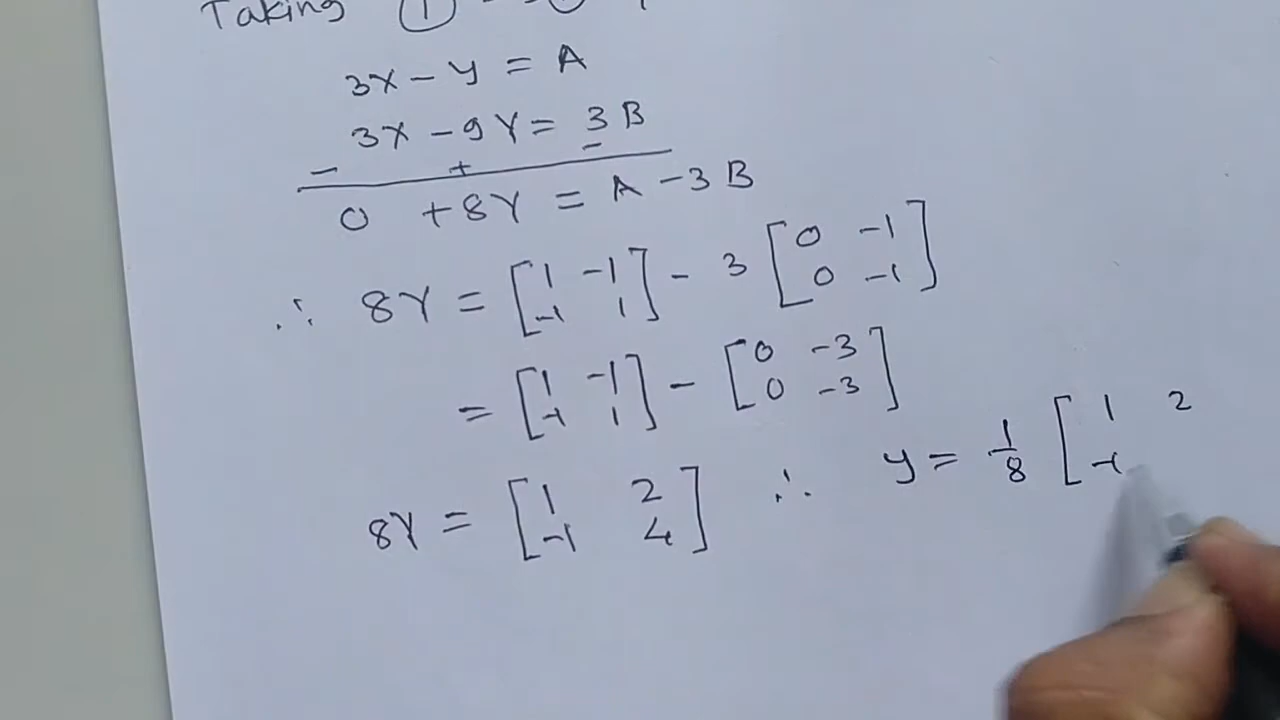 Taking ①
3X - y = A
3X - 9Y = 3B
- + -
0 + 8Y = A - 3B
∴ 8Y = [1 -1; -1 1] - 3 [0 -1; 0 -1]
= [1 -1; -1 1] - [0 -3; 0 -3]
8Y = [1 2; -1 4] ∴ y = 1/8 [1 2; -1